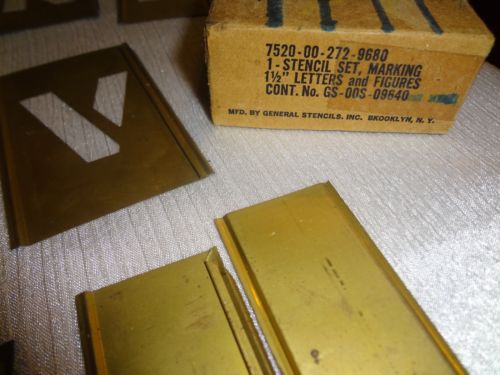 7520-00-272-9680
1 - STENCIL SET, MARKING
1½" LETTERS and FIGURES
CONT. No. GS-00S-09640
MFD. BY GENERAL STENCILS. INC. BROOKLYN, N. Y.
V